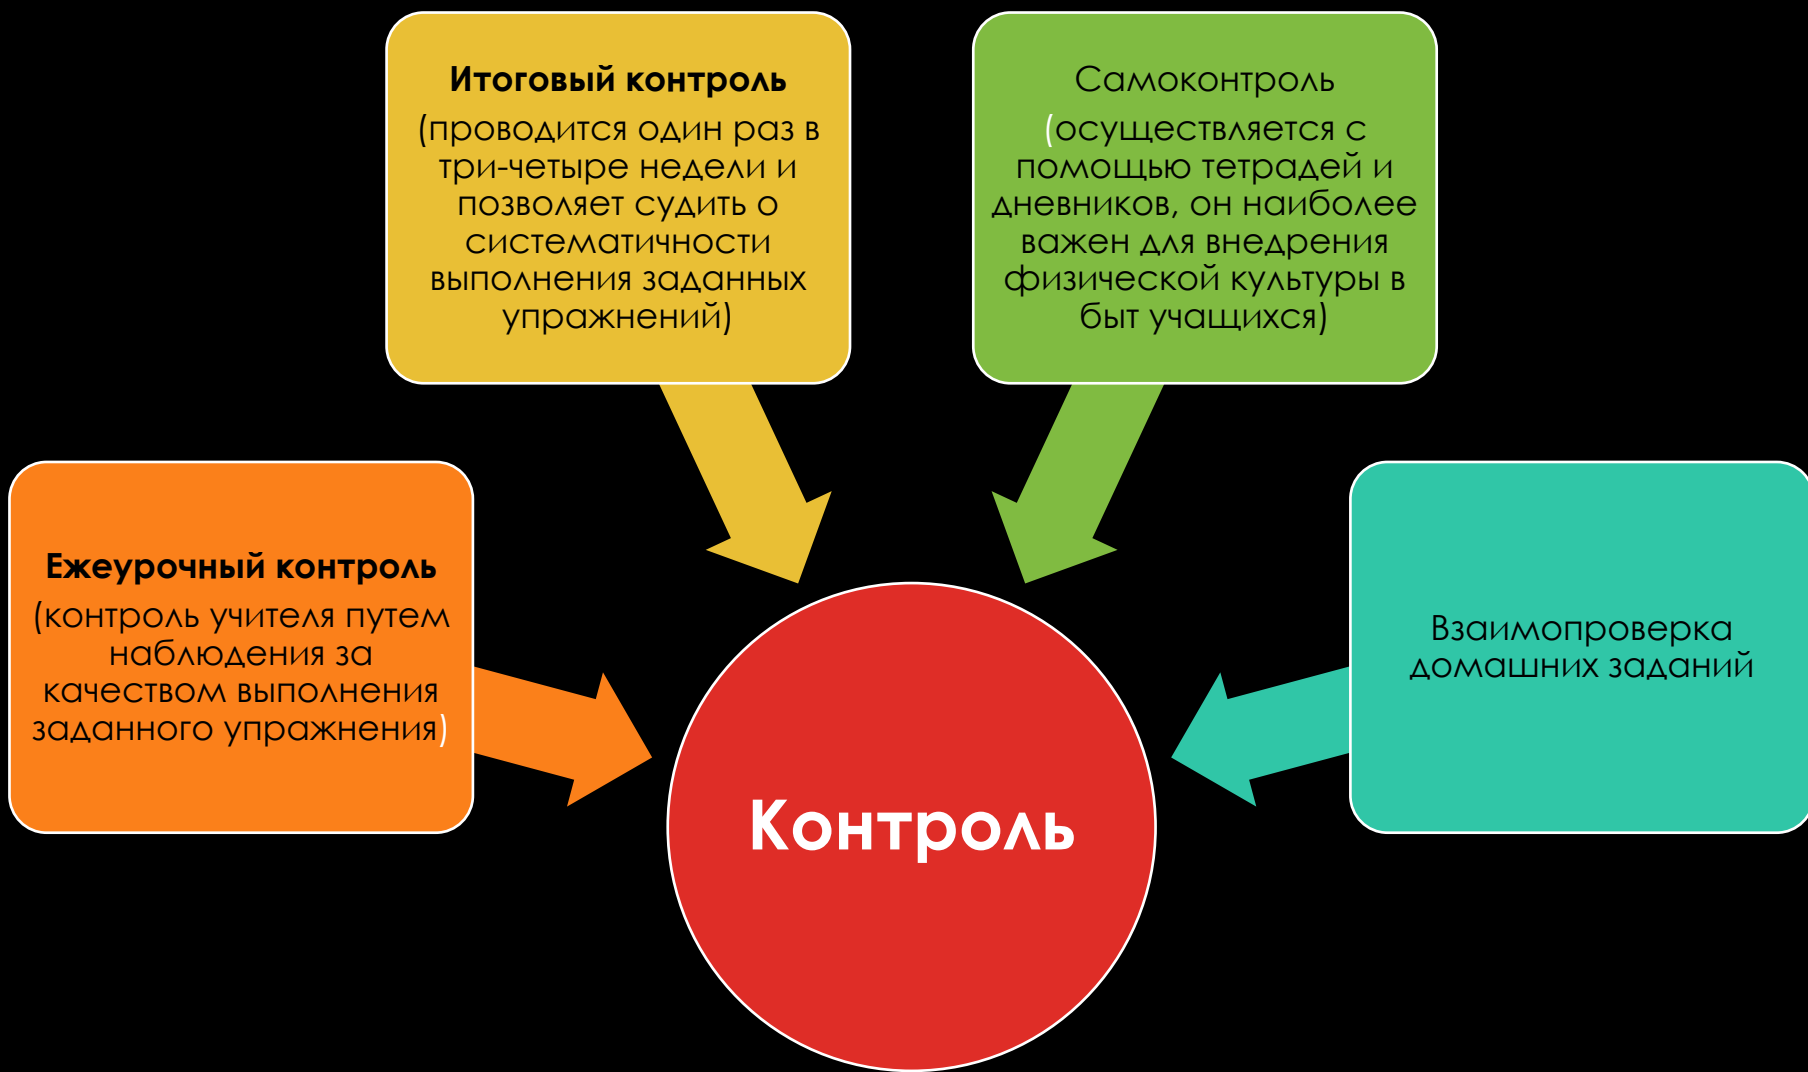 Итоговый контроль
(проводится один раз в
три-четыре недели и
позволяет судить о
систематичности
выполнения заданных
упражнений)
Самоконтроль
(осуществляется с
помощью тетрадей и
дневников, он наиболее
важен для внедрения
физической культуры в
быт учащихся)
Ежеурочный контроль
(контроль учителя путем
наблюдения за
качеством выполнения
заданного упражнения)
Взаимопроверка
домашних заданий
Контроль